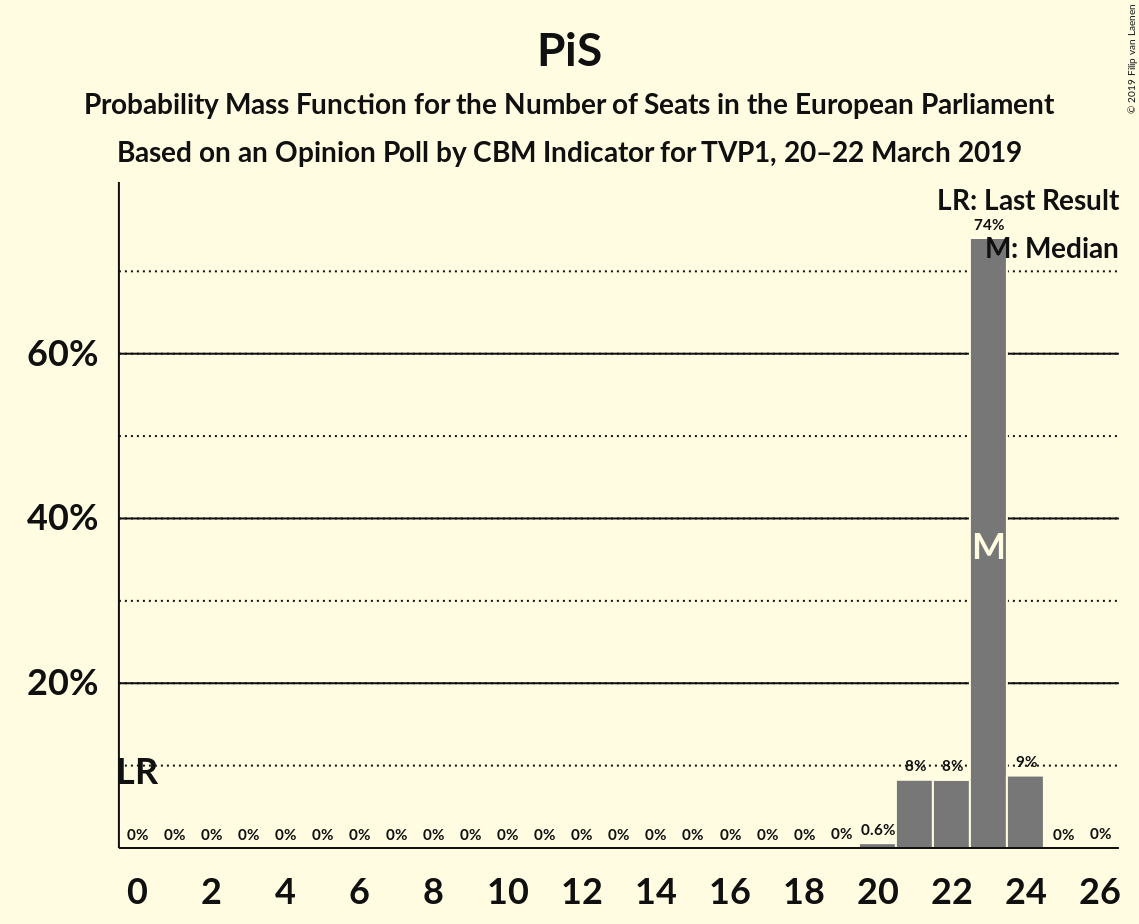 PiS
Probability Mass Function for the Number of Seats in the European Parliament
Based on an Opinion Poll by CBM Indicator for TVP1, 20–22 March 2019
© 2019 Filip van Laenen
LR: Last Result
M: Median
74%
60%
40%
M
20%
LR
0% 0% 0% 0% 0% 0% 0% 0% 0% 0% 0% 0% 0% 0% 0% 0% 0% 0% 0% 0% 0.6% 8% 8% 9% 0% 0%
0 2 4 6 8 10 12 14 16 18 20 22 24 26